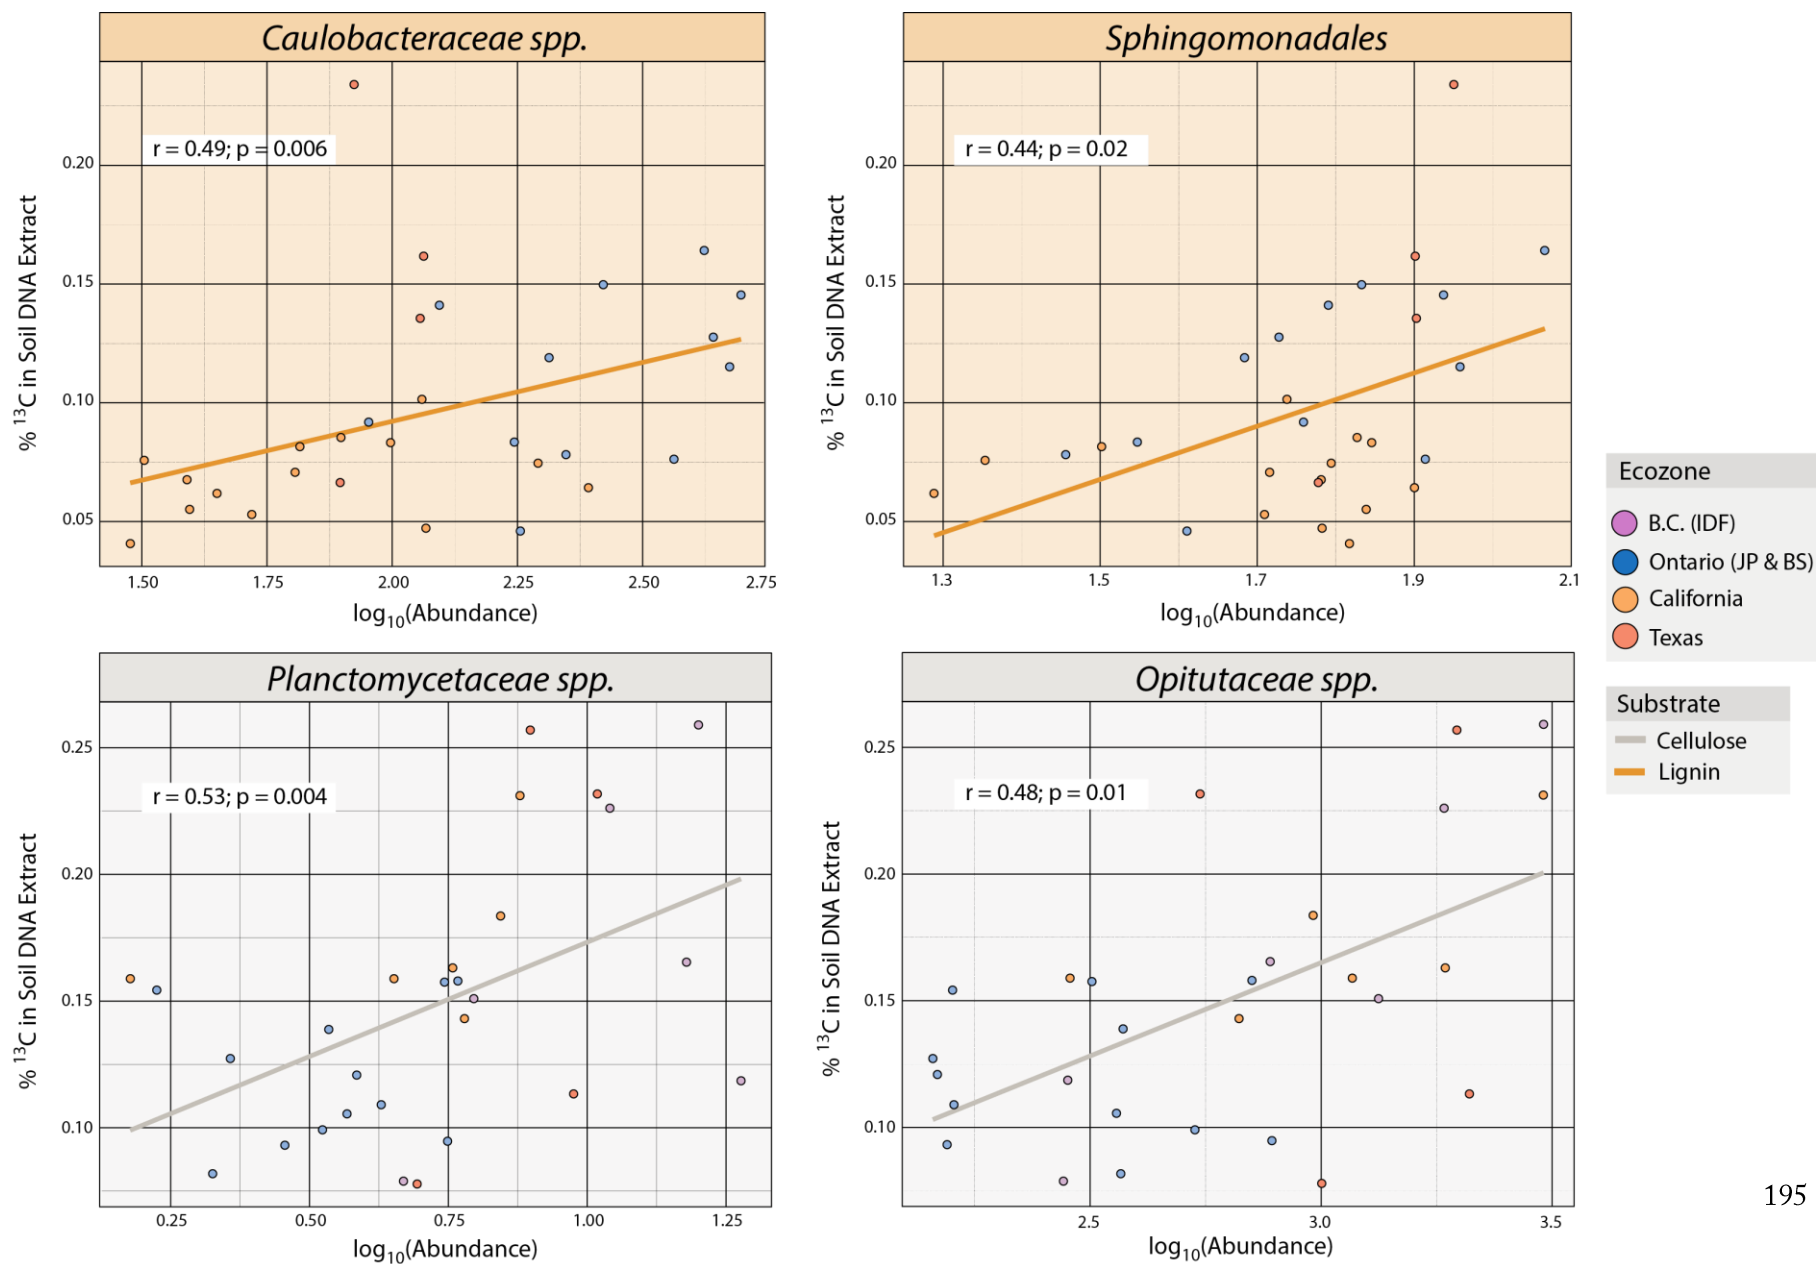 Caulobacteraceae spp.
r = 0.49; p = 0.006
% 13C in Soil DNA Extract
0.20
0.15
0.10
0.05
1.50 1.75 2.00 2.25 2.50 2.75
log10(Abundance)
Sphingomonadales
r = 0.44; p = 0.02
% 13C in Soil DNA Extract
0.20
0.15
0.10
0.05
1.3 1.5 1.7 1.9 2.1
log10(Abundance)
Planctomycetaceae spp.
r = 0.53; p = 0.004
% 13C in Soil DNA Extract
0.25
0.20
0.15
0.10
0.25 0.50 0.75 1.00 1.25
log10(Abundance)
Opitutaceae spp.
r = 0.48; p = 0.01
% 13C in Soil DNA Extract
0.25
0.20
0.15
0.10
2.5 3.0 3.5
log10(Abundance)
Ecozone
B.C. (IDF)
Ontario (JP & BS)
California
Texas
Substrate
Cellulose
Lignin
195